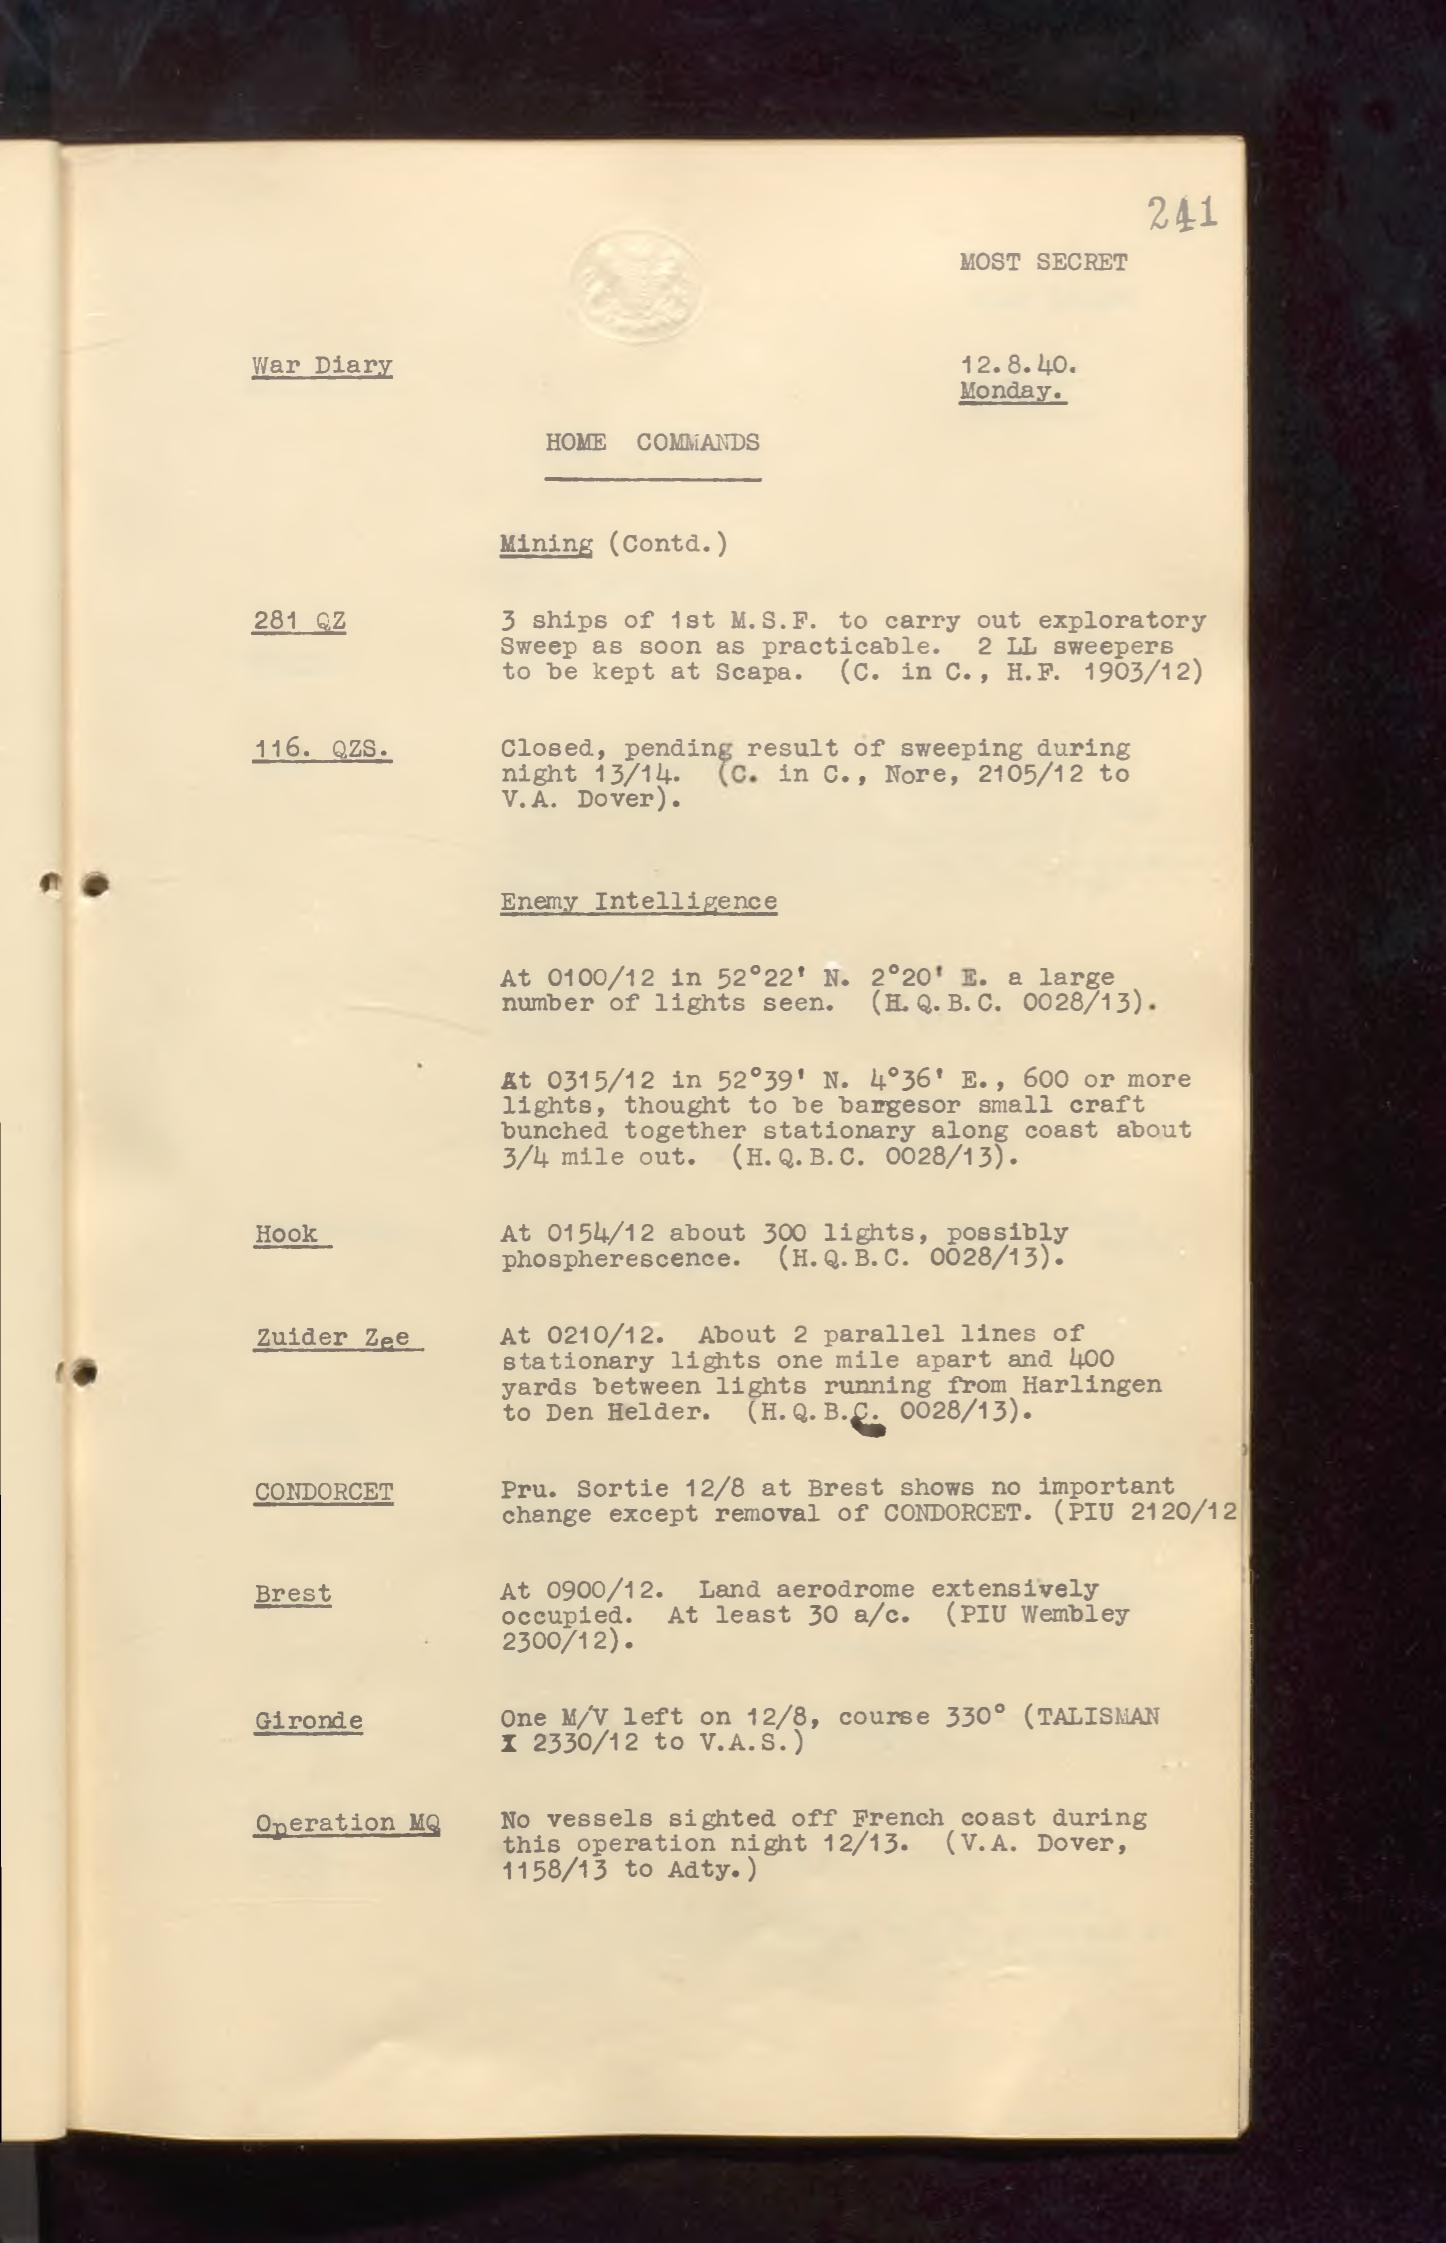 241
MOST SECRET
War Diary
12.8.40.
Monday.
HOME COMMANDS
Mining (Contd.)
281 QZ
3 ships of 1st M.S.F. to carry out exploratory
Sweep as soon as practicable. 2 LL sweepers
to be kept at Scapa. (C. in C., H.F. 1903/12)
116. QZS.
Closed, pending result of sweeping during
night 13/14. (C. in C., Nore, 2105/12 to
V.A. Dover).
Enemy Intelligence
At 0100/12 in 52°22' N. 2°20' E. a large
number of lights seen. (H.Q.B.C. 0028/13).
At 0315/12 in 52°39' N. 4°36' E., 600 or more
lights, thought to be bargesor small craft
bunched together stationary along coast about
3/4 mile out. (H.Q.B.C. 0028/13).
Hook
At 0154/12 about 300 lights, possibly
phospherescence. (H.Q.B.C. 0028/13).
Zuider Zee
At 0210/12. About 2 parallel lines of
stationary lights one mile apart and 400
yards between lights running from Harlingen
to Den Helder. (H.Q.B.C. 0028/13).
CONDORCET
Pru. Sortie 12/8 at Brest shows no important
change except removal of CONDORCET. (PIU 2120/12
Brest
At 0900/12. Land aerodrome extensively
occupied. At least 30 a/c. (PIU Wembley
2300/12).
Gironde
One M/V left on 12/8, course 330° (TALISMAN
2330/12 to V.A.S.)
Operation MQ
No vessels sighted off French coast during
this operation night 12/13. (V.A. Dover,
1158/13 to Adty.)